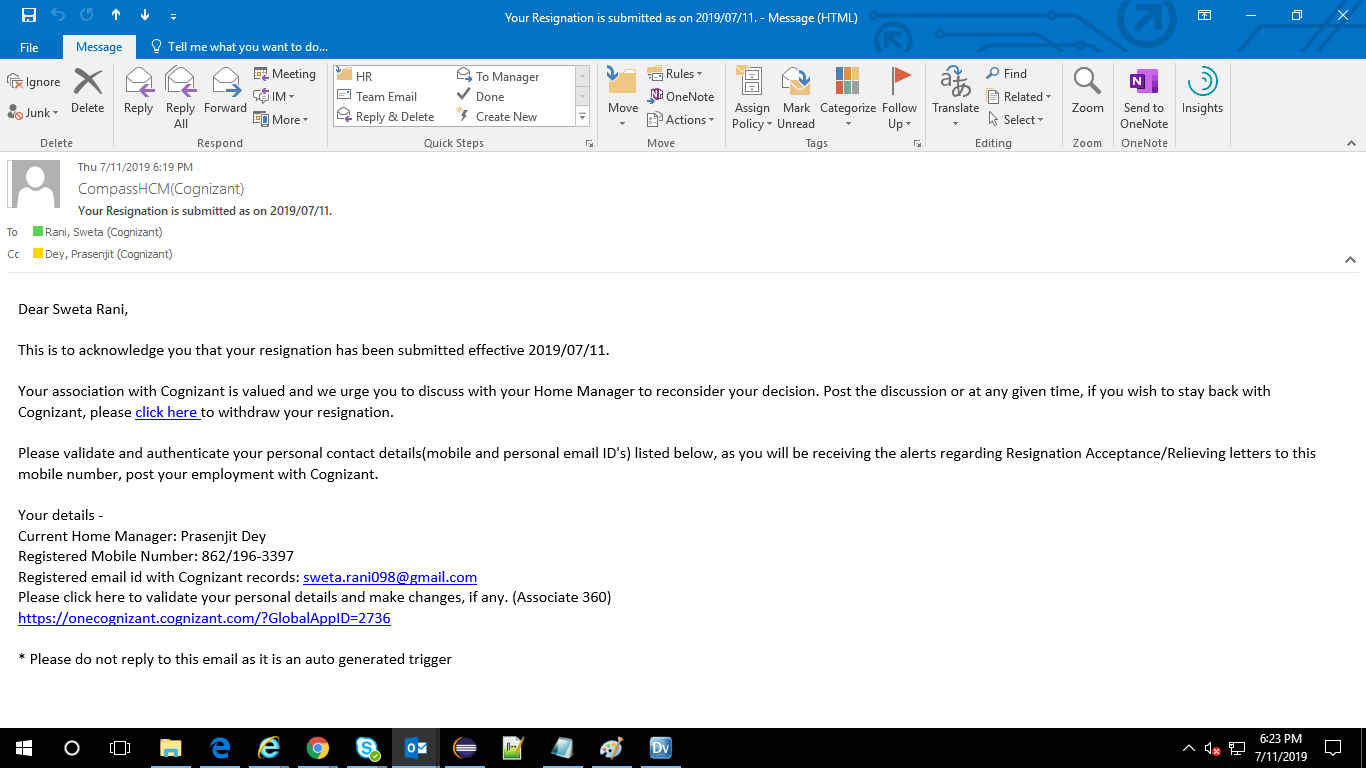 Your Resignation is submitted as on 2019/07/11. - Message (HTML)
File Message Tell me what you want to do...
Ignore
Junk
Delete
Reply
Reply All
Forward
Meeting
IM
More
HR
Team Email
Reply & Delete
To Manager
Done
Create New
Move
Rules
OneNote
Actions
Assign Policy
Mark Unread
Categorize
Follow Up
Translate
Find
Related
Select
Zoom
Send to OneNote
Insights
Delete Respond Quick Steps Move Tags Editing Zoom OneNote
Thu 7/11/2019 6:19 PM
CompassHCM(Cognizant)
Your Resignation is submitted as on 2019/07/11.
To Rani, Sweta (Cognizant)
Cc Dey, Prasenjit (Cognizant)
Dear Sweta Rani,
This is to acknowledge you that your resignation has been submitted effective 2019/07/11.
Your association with Cognizant is valued and we urge you to discuss with your Home Manager to reconsider your decision. Post the discussion or at any given time, if you wish to stay back with
Cognizant, please click here to withdraw your resignation.
Please validate and authenticate your personal contact details(mobile and personal email ID's) listed below, as you will be receiving the alerts regarding Resignation Acceptance/Relieving letters to this
mobile number, post your employment with Cognizant.
Your details -
Current Home Manager: Prasenjit Dey
Registered Mobile Number: 862/196-3397
Registered email id with Cognizant records: sweta.rani098@gmail.com
Please click here to validate your personal details and make changes, if any. (Associate 360)
https://onecognizant.cognizant.com/?GlobalAppID=2736
* Please do not reply to this email as it is an auto generated trigger
Dv
6:23 PM
7/11/2019